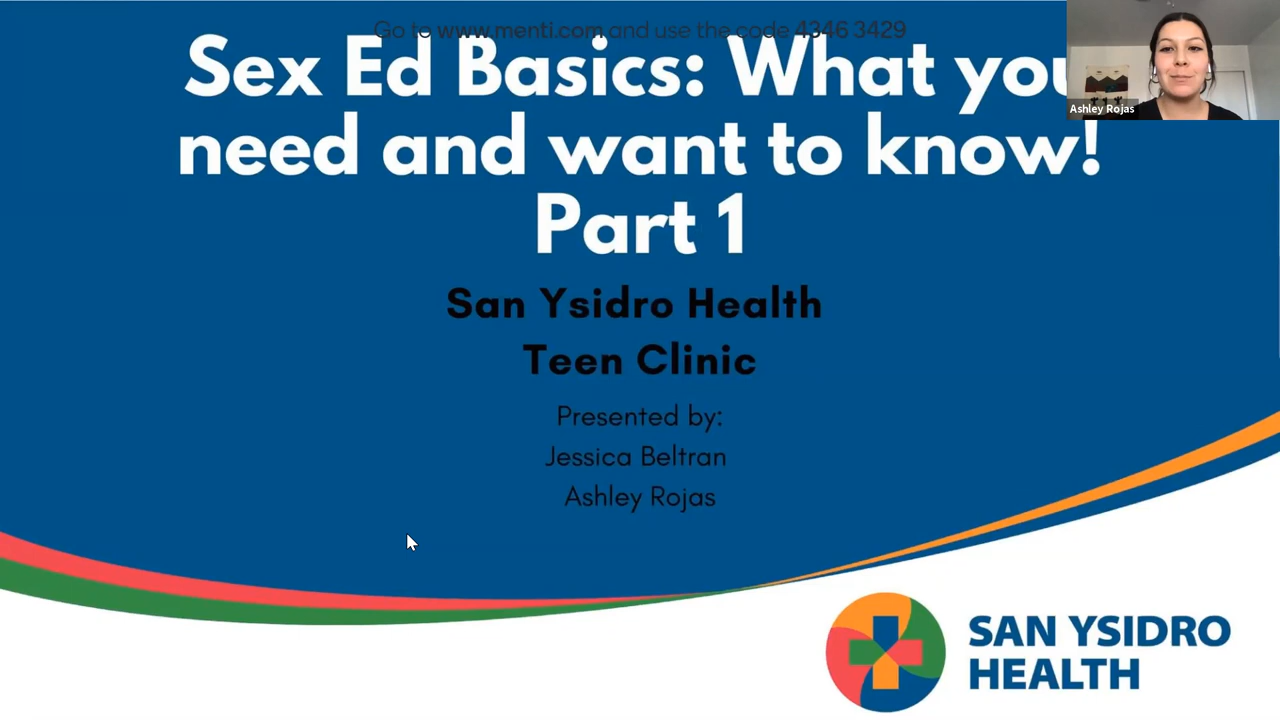 Go to www.menti.com and use the code 4346 3429
Sex Ed Basics: What you
need and want to know!
Part 1
Ashley Rojas
San Ysidro Health
Teen Clinic
Presented by:
Jessica Beltran
Ashley Rojas
SAN YSIDRO
HEALTH